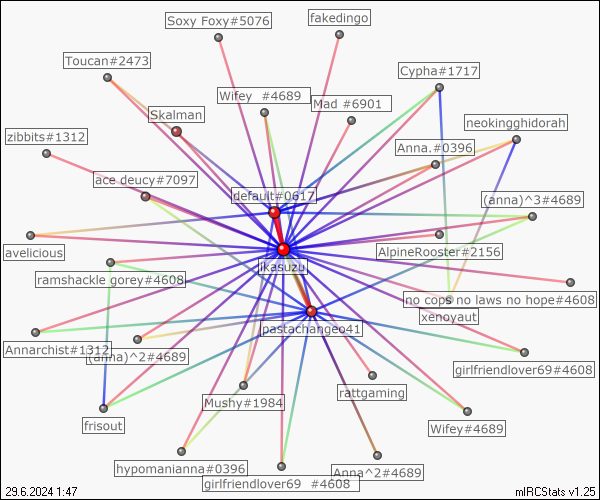 Soxy Foxy#5076
fakedingo
Toucan#2473
Cypha#1717
Wifey  #4689
Mad #6901
Skalman
neokingghidorah
zibbits#1312
Anna.#0396
ace deucy#7097
default#0617
(anna)^3#4689
avelicious
AlpineRooster#2156
jkasuzu
ramshackle gorey#4608
no cops no laws no hope#4608
xenoyaut
pastachangeo41
Annarchist#1312
(anna)^2#4689
girlfriendlover69#4608
rattgaming
Mushy#1984
frisout
Wifey#4689
hypomanianna#0396
Anna^2#4689
girlfriendlover69  #4608
29.6.2024 1:47
mIRCStats v1.25